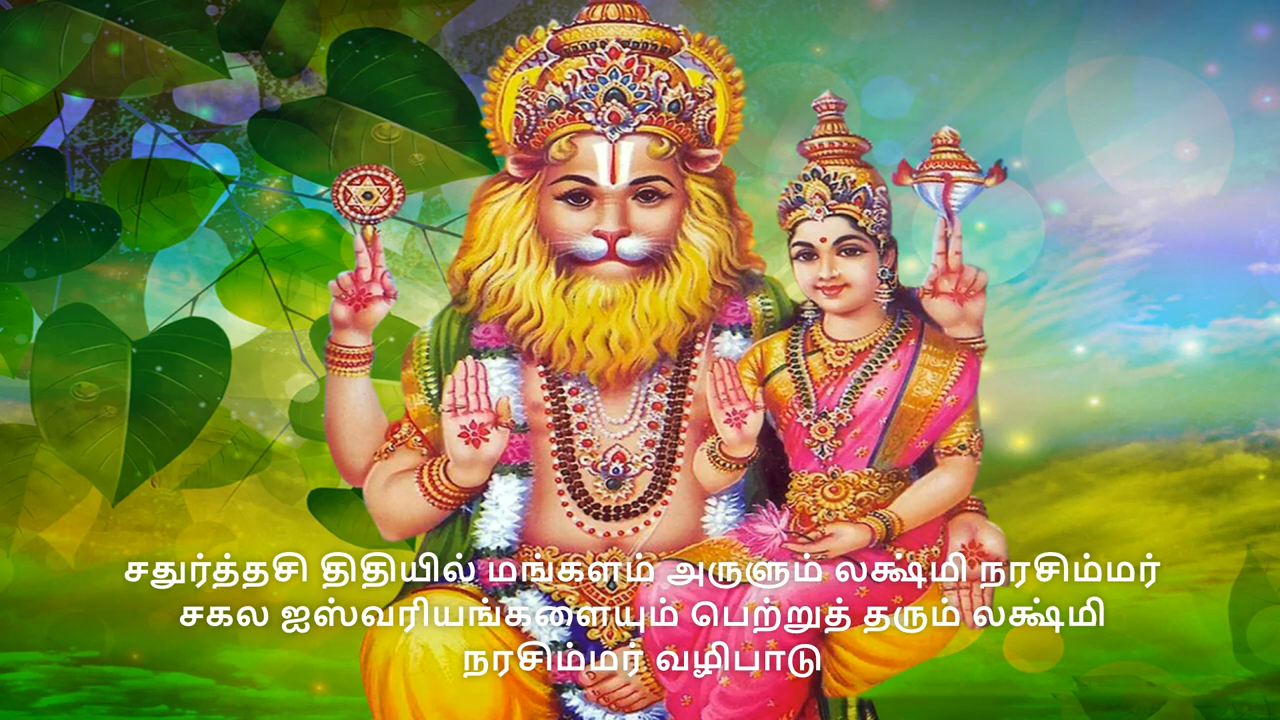 சதுர்த்தசி திதியில் மங்களம் அருளும் லக்ஷ்மி நரசிம்மர்
சகல ஐஸ்வரியங்களையும் பெற்றுத் தரும் லக்ஷ்மி
நரசிம்மர் வழிபாடு